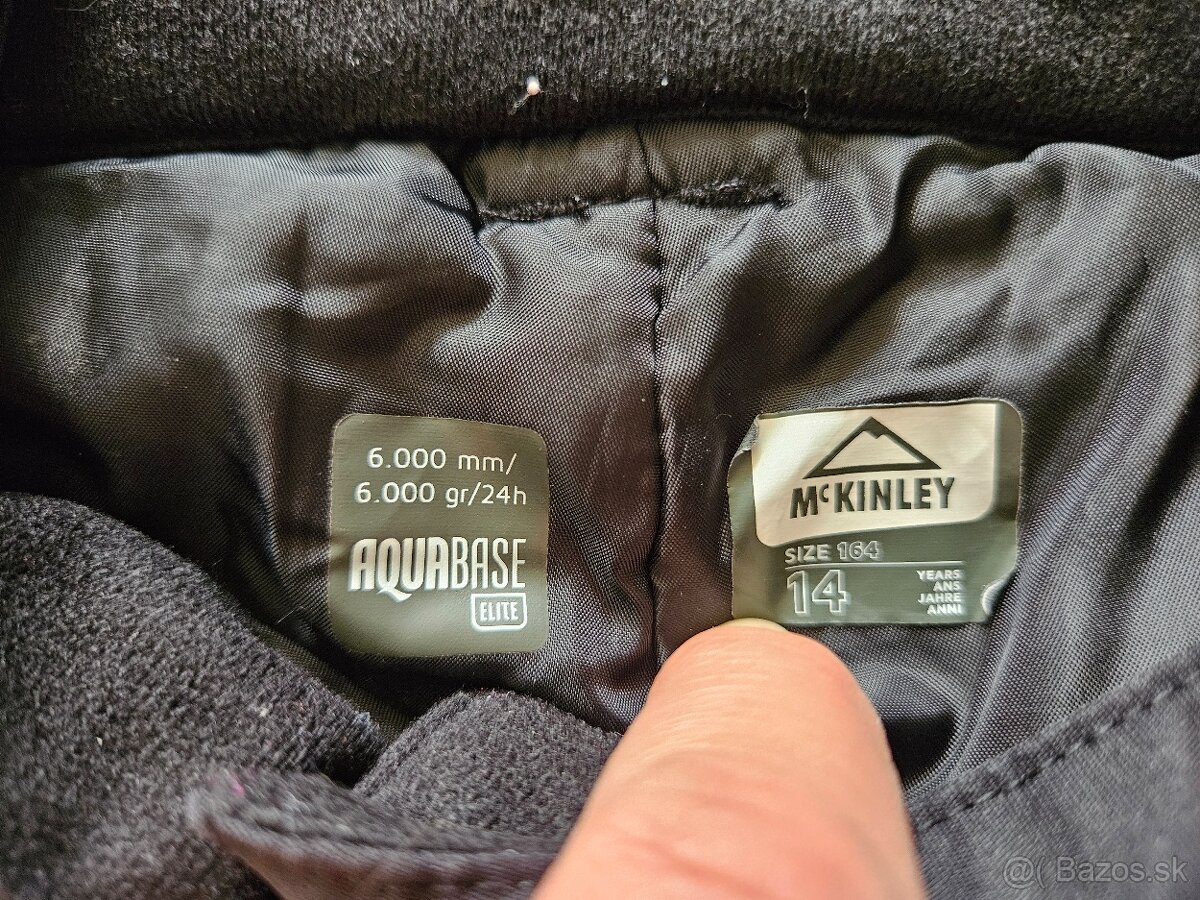 6.000 mm/
6.000 gr/24h
AQUABASE
ELITE
McKINLEY
SIZE 164
14
YEARS
ANS
JAHRE
ANNI
@( Bazos.sk